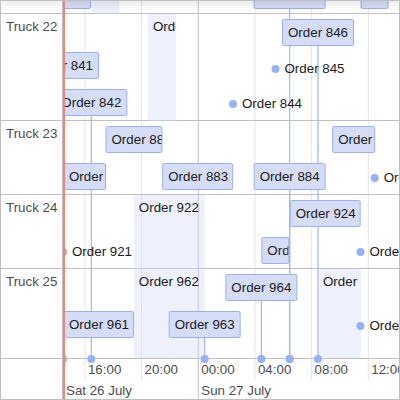 Truck 22
Ord
Order 846
r 841
Order 845
Order 842
Order 844
Truck 23
Order 88
Order
Order
Order 883
Order 884
Or
Truck 24
Order 922
Order 924
Order 921
Ord
Orde
Truck 25
Order 962
Order 964
Order
Order 961
Order 963
Orde
16:00
20:00
00:00
04:00
08:00
12:00
Sat 26 July
Sun 27 July